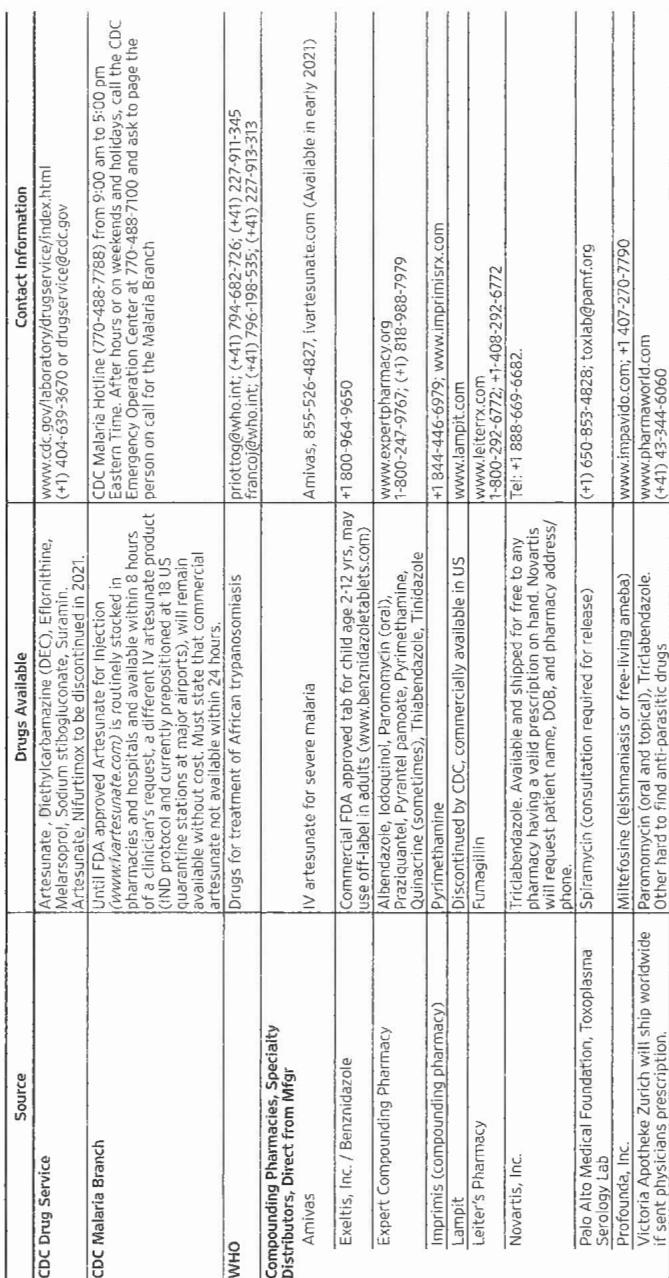 Source Drugs Available Contact Information
CDC Drug Service
Artesunate , Diethylcarbamazine (DEC), Eflornithine,
Melarsoprol, Sodium stibogluconate, Suramin.
Artesunate, Nifurtimox to be discontinued in 2021.
www.cdc.gov/laboratory/drugservice/index.html
(+1) 404-639-3670 or drugservice@cdc.gov
CDC Malaria Branch
Until FDA approved Artesunate for Injection
(www.ivartesunate.com) is routinely stocked in
pharmacies and hospitals and available within 8 hours
of a clinician's request, a different IV artesunate product
(IND protocol and currently prepositioned at 18 US
quarantine stations at major airports), will remain
available without cost. Must state that commercial
artesunate not available within 24 hours.
CDC Malaria Hotline (770-488-7788) from 9:00 am to 5:00 pm
Eastern Time. After hours or on weekends and holidays, call the CDC
Emergency Operation Center at 770-488-7100 and ask to page the
person on call for the Malaria Branch
WHO
Drugs for treatment of African trypanosomiasis
priottog@who.int; (+41) 794-682-726; (+41) 227-911-345
francoj@who.int; (+41) 796-198-535; (+41) 227-913-313
Compounding Pharmacies, Specialty
Distributors, Direct from Mfgr
Amivas
IV artesunate for severe malaria
Amivas, 855-526-4827, ivartesunate.com (Available in early 2021)
Exeltis, Inc. / Benznidazole
Commercial FDA approved tab for child age 2-12 yrs, may
use off-label in adults (www.benznidazoletablets.com)
+1 800-964-9650
Expert Compounding Pharmacy
Albendazole, Iodoquinol, Paromomycin (oral),
Praziquantel, Pyrantel pamoate, Pyrimethamine,
Quinacrine (sometimes), Thiabendazole, Tinidazole
www.expertpharmacy.org
1-800-247-9767; (+1) 818-988-7979
Imprimis (compounding pharmacy)
Pyrimethamine
+1 844-446-6979; www.imprimisrx.com
Lampit
Discontinued by CDC, commercially available in US
www.lampit.com
Leiter's Pharmacy
Fumagillin
www.leiterrx.com
1-800-292-6772; +1-408-292-6772
Novartis, Inc.
Triclabendazole. Available and shipped for free to any
pharmacy having a valid prescription on hand. Novartis
will request patient name, DOB, and pharmacy address/
phone.
Tel: +1 888-669-6682.
Palo Alto Medical Foundation, Toxoplasma
Serology Lab
Spiramycin (consultation required for release)
(+1) 650-853-4828; toxlab@pamf.org
Profounda, Inc.
Miltefosine (leishmaniasis or free-living ameba)
www.impavido.com; +1 407-270-7790
Victoria Apotheke Zurich will ship worldwide
if sent physicians prescription.
Paromomycin (oral and topical), Triclabendazole.
Other hard to find anti-parasitic drugs
www.pharmaworld.com
(+41) 43-344-6060